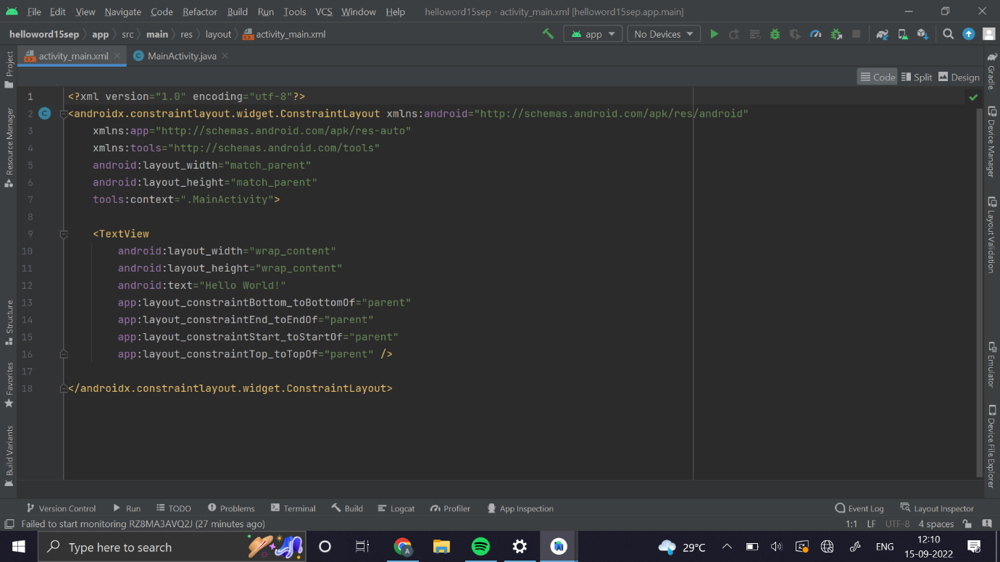 File Edit View Navigate Code Refactor Build Run Tools VCS Window Help helloword15sep - activity_main.xml [helloword15sep.app.main]
helloword15sep app src main res layout activity_main.xml app No Devices
activity_main.xml MainActivity.java
Code Split Design
1 <?xml version="1.0" encoding="utf-8"?>
2 <androidx.constraintlayout.widget.ConstraintLayout xmlns:android="http://schemas.android.com/apk/res/android"
3 xmlns:app="http://schemas.android.com/apk/res-auto"
4 xmlns:tools="http://schemas.android.com/tools"
5 android:layout_width="match_parent"
6 android:layout_height="match_parent"
7 tools:context=".MainActivity">
8
9 <TextView
10 android:layout_width="wrap_content"
11 android:layout_height="wrap_content"
12 android:text="Hello World!"
13 app:layout_constraintBottom_toBottomOf="parent"
14 app:layout_constraintEnd_toEndOf="parent"
15 app:layout_constraintStart_toStartOf="parent"
16 app:layout_constraintTop_toTopOf="parent" />
17
18 </androidx.constraintlayout.widget.ConstraintLayout>
Project
Resource Manager
Structure
Favorites
Build Variants
Gradle
Device Manager
Layout Validation
Emulator
Device File Explorer
Version Control Run TODO Problems Terminal Build Logcat Profiler App Inspection Event Log Layout Inspector
Failed to start monitoring RZ8MA3AVQ2J (27 minutes ago) 1:1 LF UTF-8 4 spaces
Type here to search 29°C ENG 12:10
15-09-2022